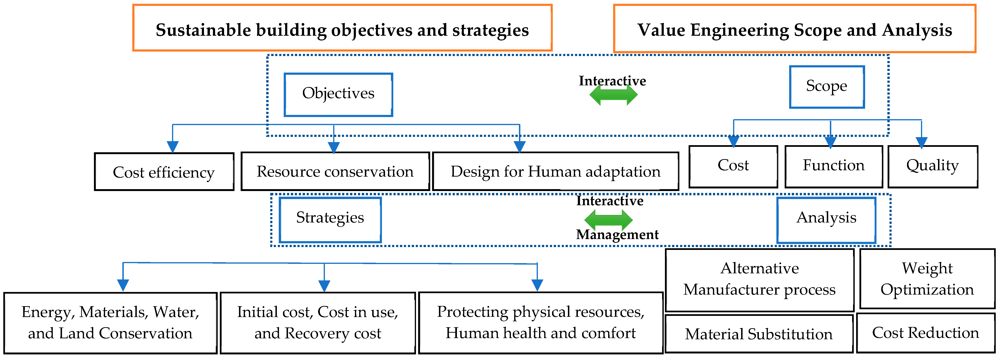 Sustainable building objectives and strategies
Value Engineering Scope and Analysis
Objectives
Interactive
Scope
Cost efficiency
Resource conservation
Design for Human adaptation
Cost
Function
Quality
Strategies
Interactive
Management
Analysis
Energy, Materials, Water,
and Land Conservation
Initial cost, Cost in use,
and Recovery cost
Protecting physical resources,
Human health and comfort
Alternative
Manufacturer process
Weight
Optimization
Material Substitution
Cost Reduction